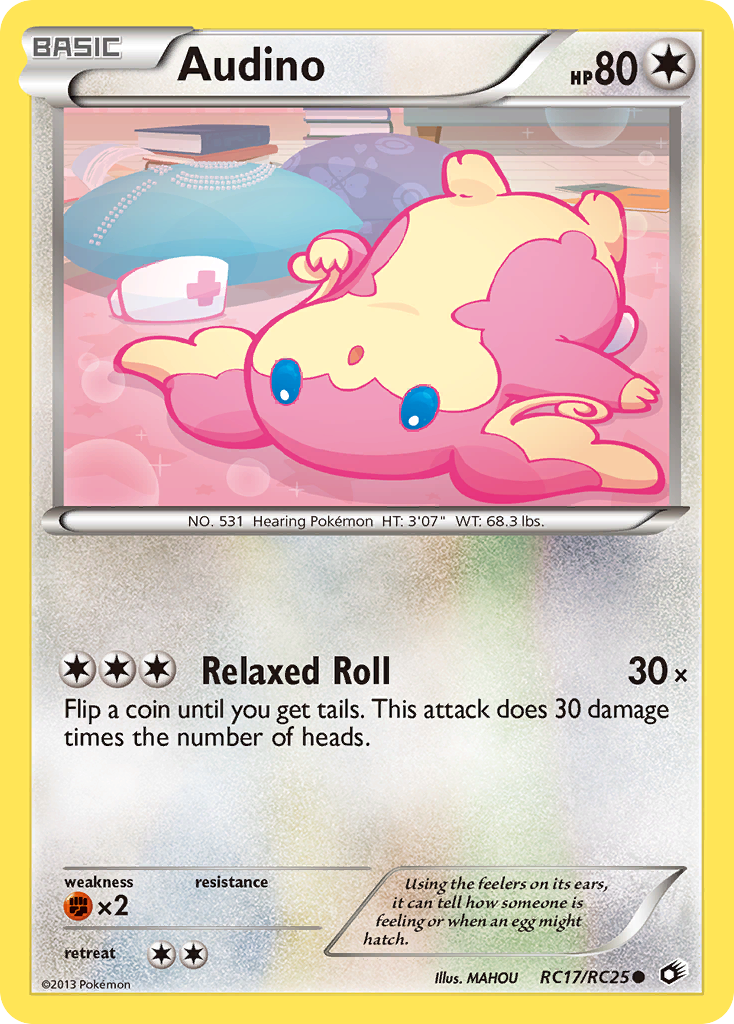 BASIC
Audino
HP80
NO. 531 Hearing Pokémon HT: 3'07" WT: 68.3 lbs.
Relaxed Roll 30×
Flip a coin until you get tails. This attack does 30 damage
times the number of heads.
weakness resistance
×2
retreat
Using the feelers on its ears,
it can tell how someone is
feeling or when an egg might
hatch.
©2013 Pokémon
Illus. MAHOU RC17/RC25